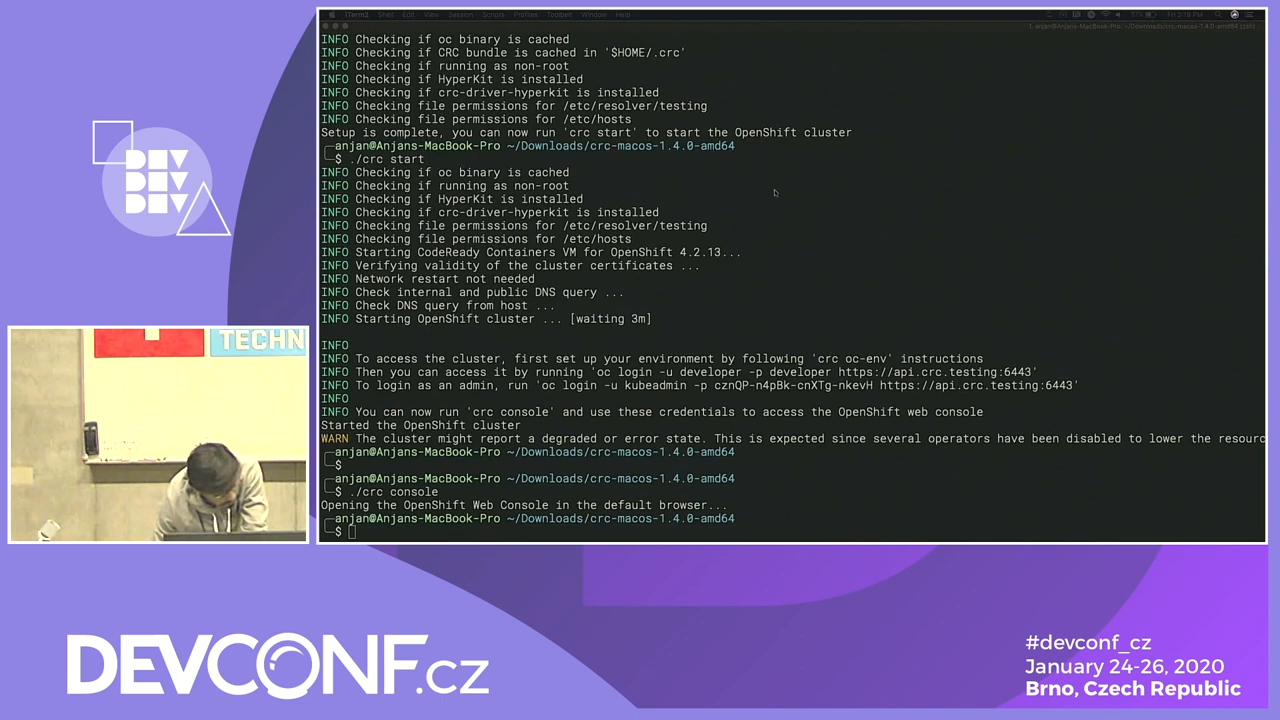 iTerm2 Shell Edit View Session Scripts Profiles Toolbelt Window Help
INFO Checking if oc binary is cached
INFO Checking if CRC bundle is cached in '$HOME/.crc'
INFO Checking if running as non-root
INFO Checking if HyperKit is installed
INFO Checking if crc-driver-hyperkit is installed
INFO Checking file permissions for /etc/resolver/testing
INFO Checking file permissions for /etc/hosts
Setup is complete, you can now run 'crc start' to start the OpenShift cluster
anjan@Anjans-MacBook-Pro ~/Downloads/crc-macos-1.4.0-amd64
$ ./crc start
INFO Checking if oc binary is cached
INFO Checking if running as non-root
INFO Checking if HyperKit is installed
INFO Checking if crc-driver-hyperkit is installed
INFO Checking file permissions for /etc/resolver/testing
INFO Checking file permissions for /etc/hosts
INFO Starting CodeReady Containers VM for OpenShift 4.2.13...
INFO Verifying validity of the cluster certificates ...
INFO Network restart not needed
INFO Check internal and public DNS query ...
INFO Check DNS query from host ...
INFO Starting OpenShift cluster ... [waiting 3m]
INFO
INFO To access the cluster, first set up your environment by following 'crc oc-env' instructions
INFO Then you can access it by running 'oc login -u developer -p developer https://api.crc.testing:6443'
INFO To login as an admin, run 'oc login -u kubeadmin -p cznQP-n4pBk-cnXTg-nkevH https://api.crc.testing:6443'
INFO
INFO You can now run 'crc console' and use these credentials to access the OpenShift web console
Started the OpenShift cluster
WARN The cluster might report a degraded or error state. This is expected since several operators have been disabled to lower the resourc
anjan@Anjans-MacBook-Pro ~/Downloads/crc-macos-1.4.0-amd64
$
anjan@Anjans-MacBook-Pro ~/Downloads/crc-macos-1.4.0-amd64
$ ./crc console
Opening the OpenShift Web Console in the default browser...
anjan@Anjans-MacBook-Pro ~/Downloads/crc-macos-1.4.0-amd64
$
DEV
DEV
DEV
TECHN
DEVCONF.cz
#devconf_cz
January 24-26, 2020
Brno, Czech Republic